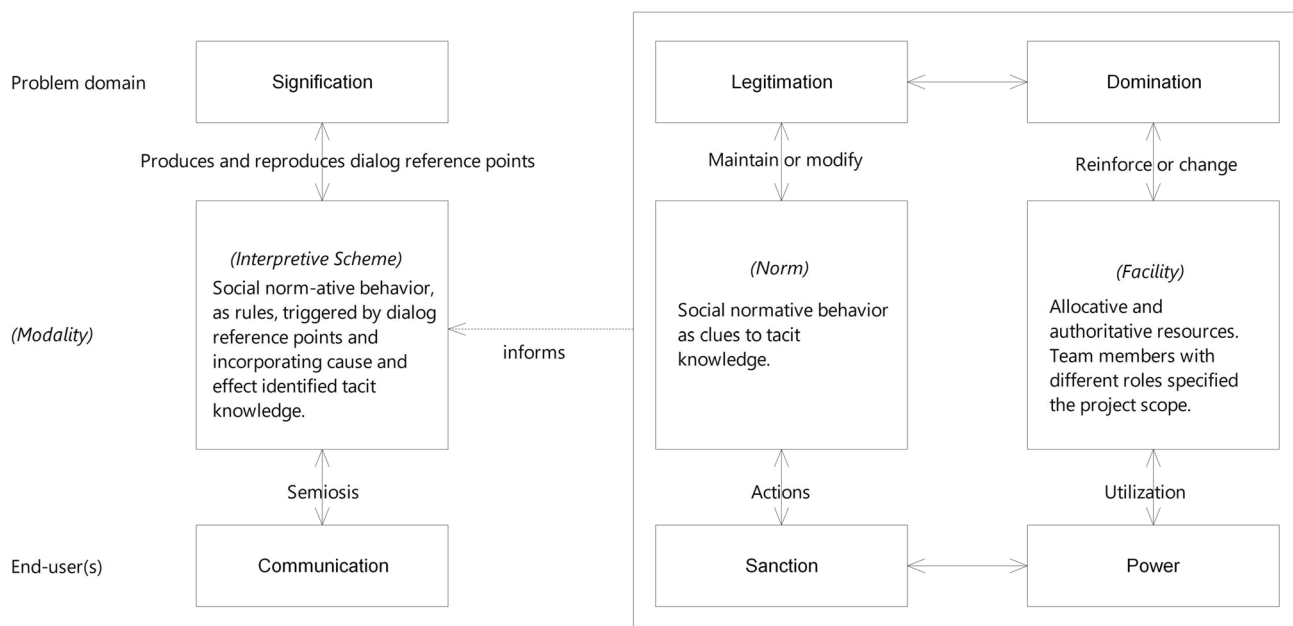 Problem domain
Signification
Legitimation
Domination
Produces and reproduces dialog reference points
Maintain or modify
Reinforce or change
(Modality)
(Interpretive Scheme)
Social norm-ative behavior,
as rules, triggered by dialog
reference points and
incorporating cause and
effect identified tacit
knowledge.
informs
(Norm)
Social normative behavior
as clues to tacit
knowledge.
(Facility)
Allocative and
authoritative resources.
Team members with
different roles specified
the project scope.
Semiosis
Actions
Utilization
End-user(s)
Communication
Sanction
Power